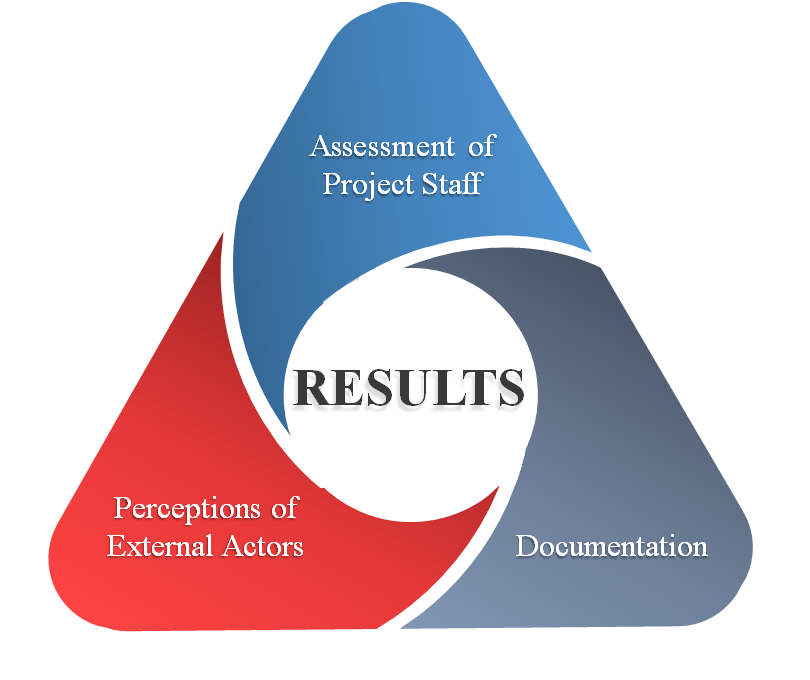 Assessment of
Project Staff
RESULTS
Perceptions of
External Actors
Documentation